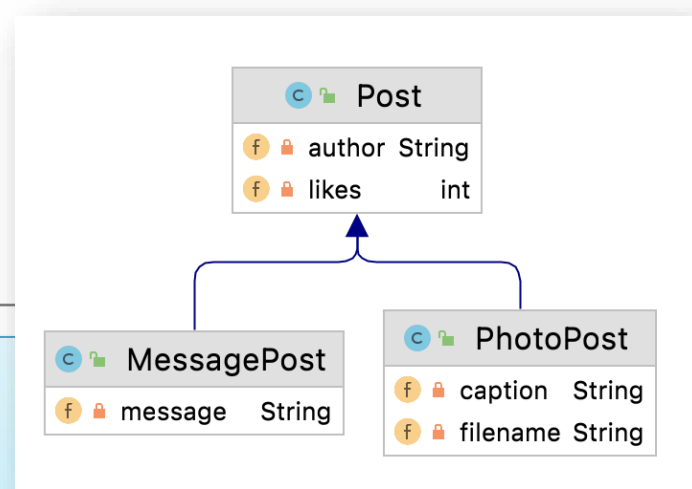 C Post
f author String
f likes int
C MessagePost
f message String
C PhotoPost
f caption String
f filename String